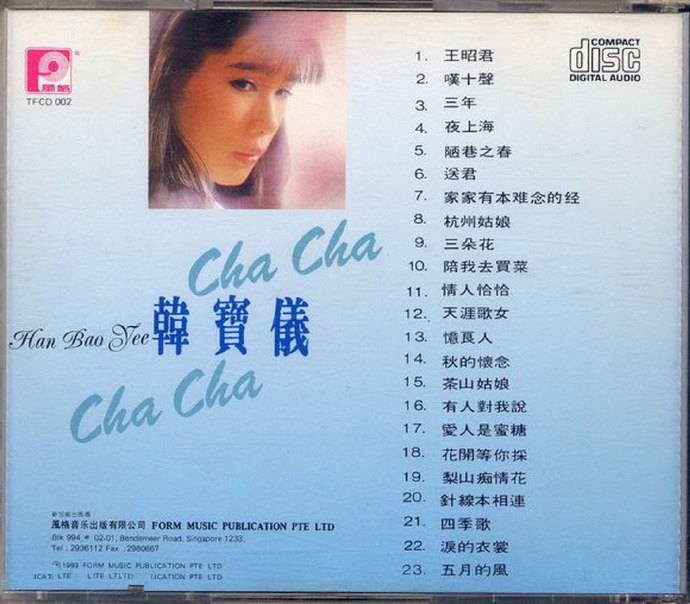 風格
TFCD 002
COMPACT
disc
DIGITAL AUDIO
Cha Cha
Han Bao Yee 韓寶儀
Cha Cha
1. 王昭君
2. 嘆十聲
3. 三年
4. 夜上海
5. 陋巷之春
6. 送君
7. 家家有本难念的经
8. 杭州姑娘
9. 三朵花
10. 陪我去買菜
11. 情人恰恰
12. 天涯歌女
13. 憶良人
14. 秋的懷念
15. 茶山姑娘
16. 有人對我說
17. 愛人是蜜糖
18. 花開等你採
19. 梨山痴情花
20. 針線本相連
21. 四季歌
22. 淚的衣裳
23. 五月的風
風格音乐出版有限公司 FORM MUSIC PUBLICATION PTE LTD
Blk 994, # 02-01, Bendemeer Road, Singapore 1233.
Tel : 2936112 Fax : 2980667
Ⓟ1993 FORM MUSIC PUBLICATION PTE LTD